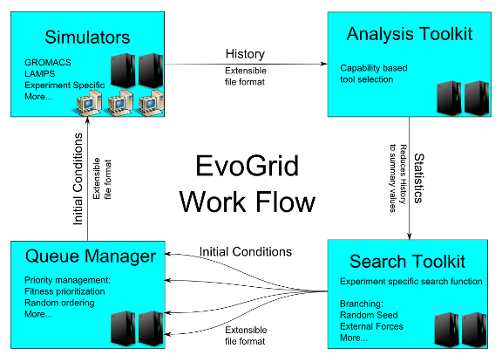 Simulators
GROMACS
LAMPS
Experiment Specific
More...
History
Extensible
file format
Analysis Toolkit
Capability based
tool selection
Initial Conditions
Extensible
file format
EvoGrid
Work Flow
Statistics
Reduces History
to summary values
Queue Manager
Priority management:
Fitness prioritization
Random ordering
More...
Initial Conditions
Extensible
file format
Search Toolkit
Experiment specific search function
Branching:
Random Seed
External Forces
More...